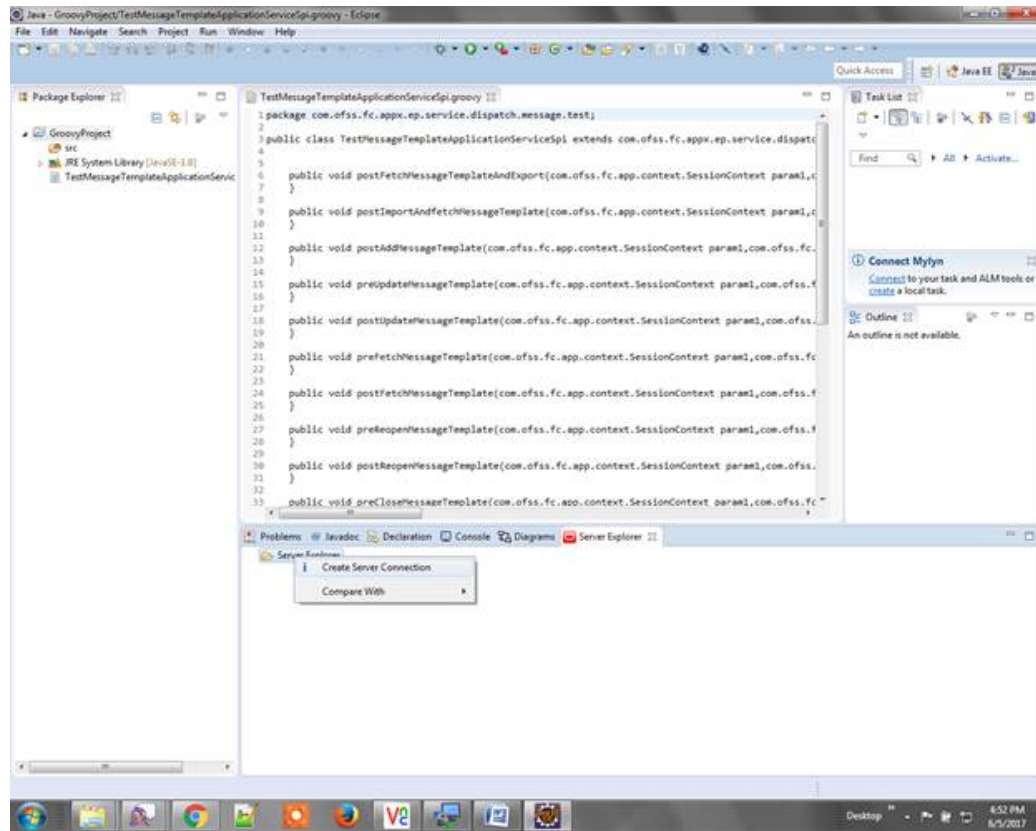 Java - GroovyProject/TestMessageTemplateApplicationServiceSpi.groovy - Eclipse
File Edit Navigate Search Project Run Window Help
Quick Access
Java EE
Java
Package Explorer
GroovyProject
src
JRE System Library [JavaSE-1.8]
TestMessageTemplateApplicationServic
TestMessageTemplateApplicationServiceSpi.groovy
1 package com.ofss.fc.appx.ep.service.dispatch.message.test;
2
3 public class TestMessageTemplateApplicationServiceSpi extends com.ofss.fc.appx.ep.service.dispatc
4
5
6 public void postFetchMessageTemplateAndExport(com.ofss.fc.app.context.SessionContext param1,c
7 }
8
9 public void postImportAndfetchMessageTemplate(com.ofss.fc.app.context.SessionContext param1,c
10 }
11
12 public void postAddMessageTemplate(com.ofss.fc.app.context.SessionContext param1,com.ofss.fc.
13 }
14
15 public void preUpdateMessageTemplate(com.ofss.fc.app.context.SessionContext param1,com.ofss.f
16 }
17
18 public void postUpdateMessageTemplate(com.ofss.fc.app.context.SessionContext param1,com.ofss.
19 }
20
21 public void preFetchMessageTemplate(com.ofss.fc.app.context.SessionContext param1,com.ofss.fc
22 }
23
24 public void postFetchMessageTemplate(com.ofss.fc.app.context.SessionContext param1,com.ofss.f
25 }
26
27 public void preReopenMessageTemplate(com.ofss.fc.app.context.SessionContext param1,com.ofss.f
28 }
29
30 public void postReopenMessageTemplate(com.ofss.fc.app.context.SessionContext param1,com.ofss.
31 }
32
33 public void preCloseMessageTemplate(com.ofss.fc.app.context.SessionContext param1,com.ofss.fc
Task List
Find
All
Activate...
Connect Mylyn
Connect to your task and ALM tools or
create a local task.
Outline
An outline is not available.
Problems Javadoc Declaration Console Diagrams Server Explorer
Server Explorer
Create Server Connection
Compare With
Desktop
4:52 PM
6/5/2017